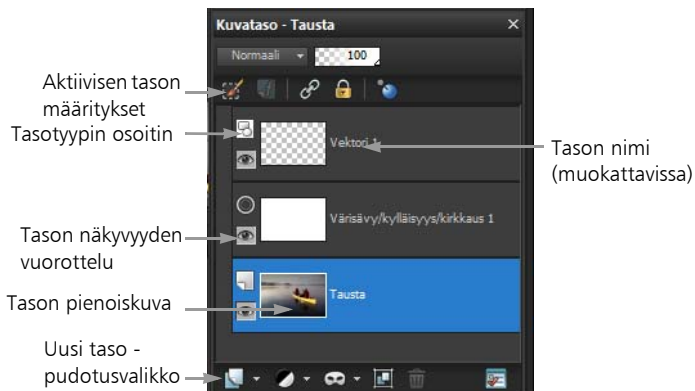 Kuvataso - Tausta
Normaali
100
Aktiivisen tason
määritykset
Tasotyypin osoitin
Vektori 1
Tason nimi
(muokattavissa)
Värisävy/kylläisyys/kirkkaus 1
Tason näkyvyyden
vuorottelu
Tausta
Tason pienoiskuva
Uusi taso -
pudotusvalikko